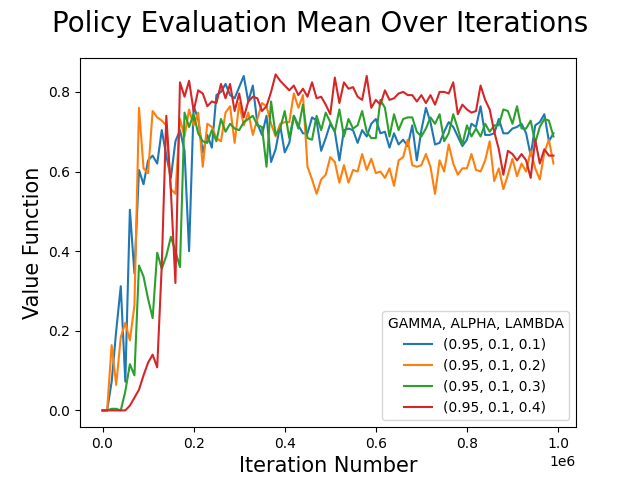 Policy Evaluation Mean Over Iterations
Value Function
0.8
0.6
0.4
0.2
0.0
GAMMA, ALPHA, LAMBDA
(0.95, 0.1, 0.1)
(0.95, 0.1, 0.2)
(0.95, 0.1, 0.3)
(0.95, 0.1, 0.4)
0.0 0.2 0.4 0.6 0.8 1.0
1e6
Iteration Number